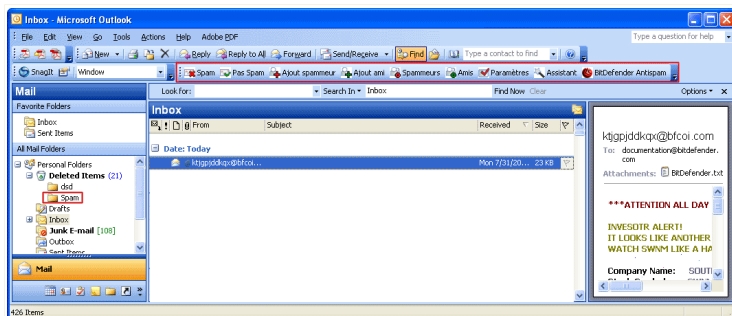 Inbox - Microsoft Outlook
File Edit View Go Tools Actions Help Adobe PDF
Type a question for help
New Reply Reply to All Forward Send/Receive Find Type a contact to find
SnagIt Window Spam Pas Spam Ajout spammeur Ajout ami Spammeurs Amis Paramètres Assistant BitDefender Antispam
Mail
Look for: Search In Inbox Find Now Clear Options
Favorite Folders
Inbox
Sent Items
All Mail Folders
Personal Folders
Deleted Items (21)
dsd
Spam
Drafts
Inbox
Junk E-mail [108]
Outbox
Sent Items
Mail
Inbox
From Subject Received Size
Date: Today
ktjgpjddkqx@bfcoi... Mon 7/31/20... 23 KB
ktjgpjddkqx@bfcoi.com
To: documentation@bitdefender.
com
Attachments: BitDefender.txt
***ATTENTION ALL DAY
INVESOTR ALERT!
IT LOOKS LIKE ANOTHER
WATCH SWNM LIKE A HA
Company Name: SOUT
426 Items